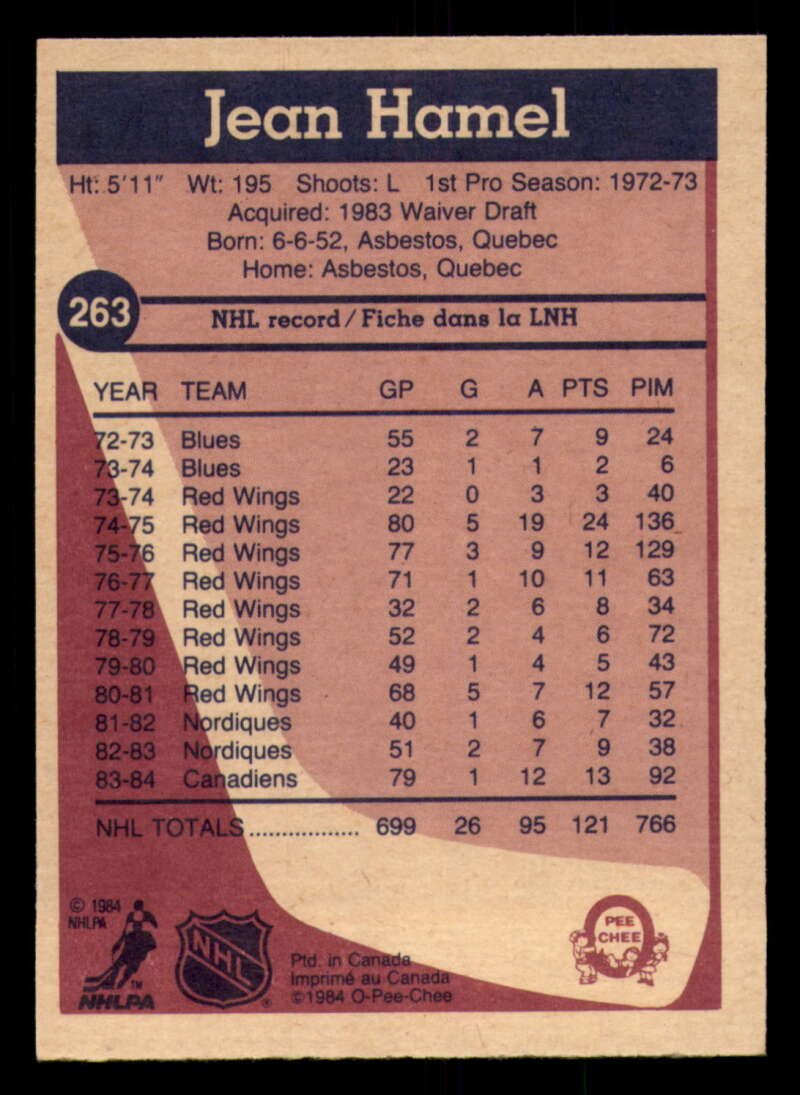 Jean Hamel
Ht: 5'11" Wt: 195 Shoots: L 1st Pro Season: 1972-73
Acquired: 1983 Waiver Draft
Born: 6-6-52, Asbestos, Quebec
Home: Asbestos, Quebec
263 NHL record / Fiche dans la LNH
YEAR TEAM GP G A PTS PIM
72-73 Blues 55 2 7 9 24
73-74 Blues 23 1 1 2 6
73-74 Red Wings 22 0 3 3 40
74-75 Red Wings 80 5 19 24 136
75-76 Red Wings 77 3 9 12 129
76-77 Red Wings 71 1 10 11 63
77-78 Red Wings 32 2 6 8 34
78-79 Red Wings 52 2 4 6 72
79-80 Red Wings 49 1 4 5 43
80-81 Red Wings 68 5 7 12 57
81-82 Nordiques 40 1 6 7 32
82-83 Nordiques 51 2 7 9 38
83-84 Canadiens 79 1 12 13 92
NHL TOTALS................. 699 26 95 121 766
© 1984
NHLPA
TM
NHLPA
NHL
®
Ptd. in Canada
Imprimé au Canada
©1984 O-Pee-Chee
PEE
CHEE